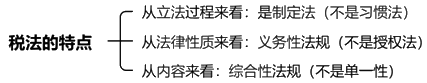 从立法过程来看：是制定法（不是习惯法）
税法的特点
从法律性质来看：义务性法规（不是授权法）
从内容来看：综合性法规（不是单一性）